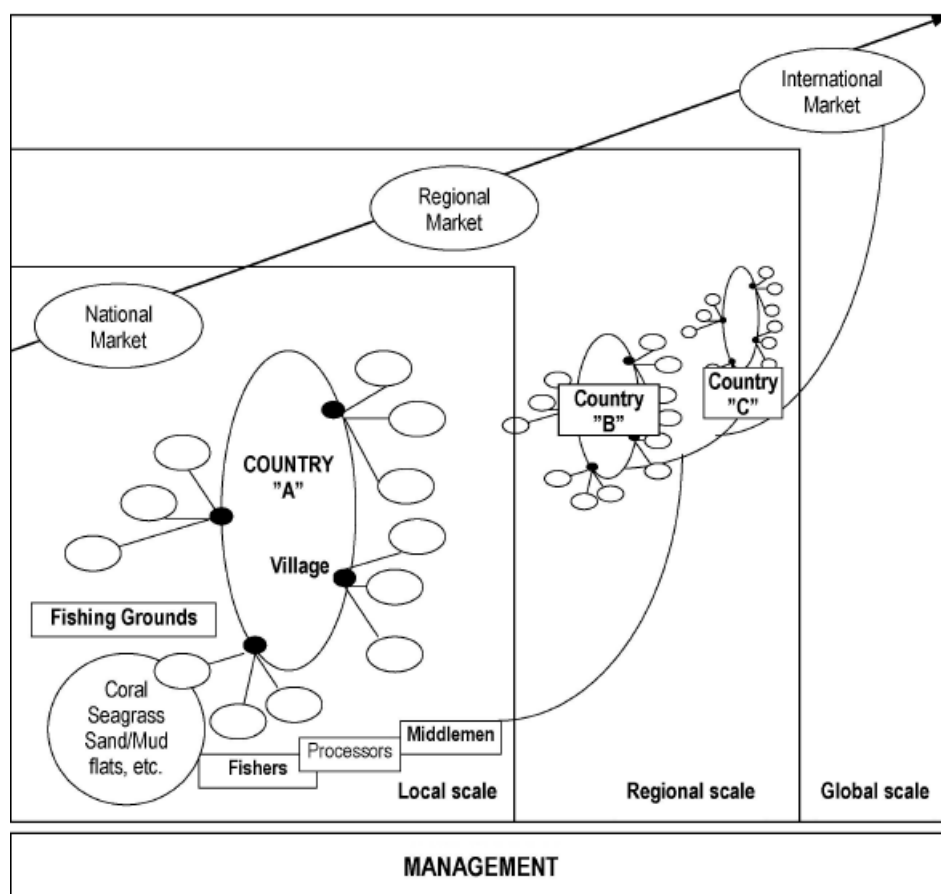 International
Market
Regional
Market
National
Market
COUNTRY
"A"
Village
Country
"B"
Country
"C"
Fishing Grounds
Coral
Seagrass
Sand/Mud
flats, etc.
Fishers
Processors
Middlemen
Local scale
Regional scale
Global scale
MANAGEMENT